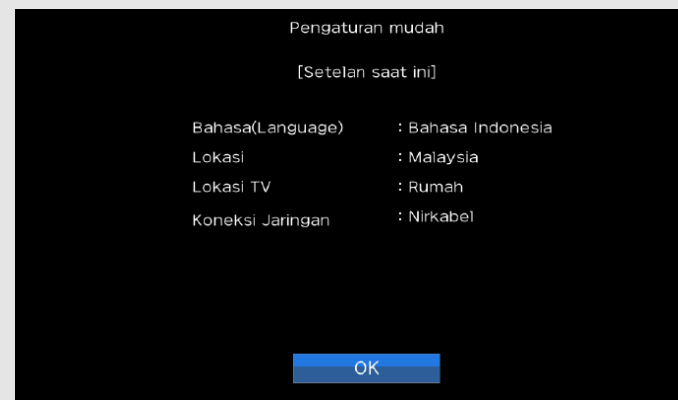 Pengaturan mudah
[Setelan saat ini]
Bahasa(Language) : Bahasa Indonesia
Lokasi : Malaysia
Lokasi TV : Rumah
Koneksi Jaringan : Nirkabel
OK